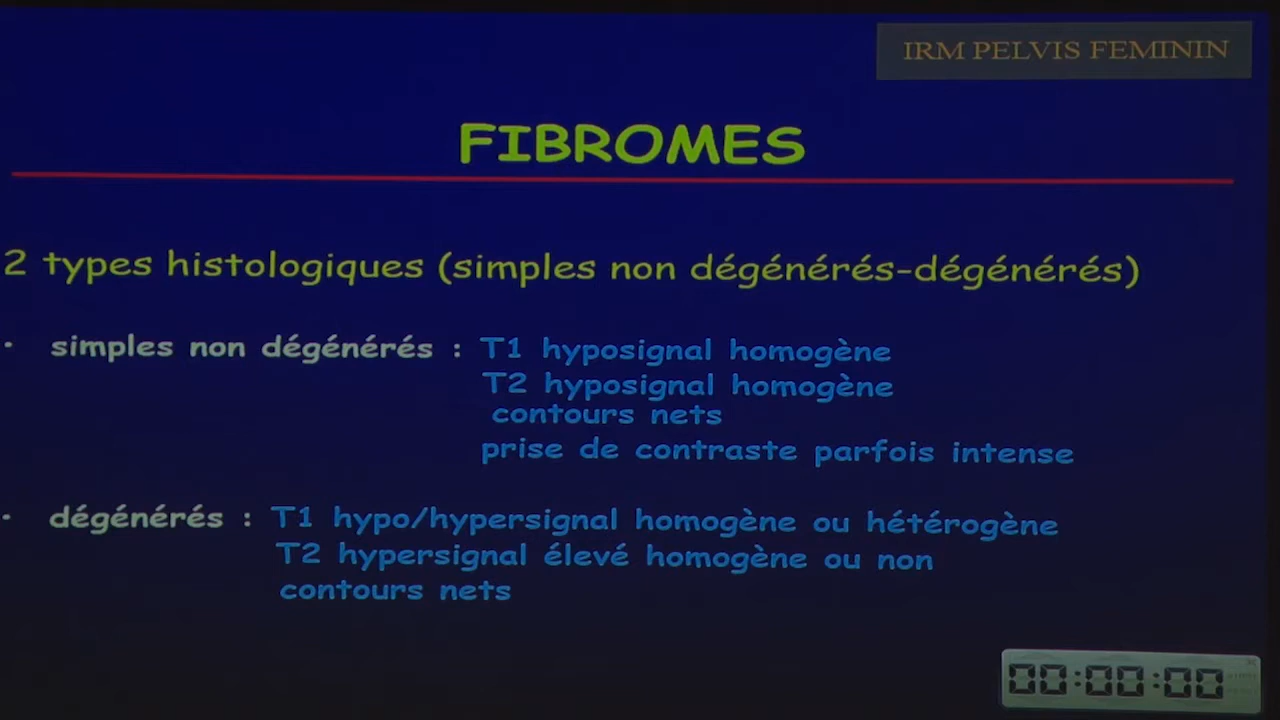 IRM PELVIS FEMININ
FIBROMES
2 types histologiques (simples non dégénérés-dégénérés)
• simples non dégénérés : T1 hyposignal homogène
T2 hyposignal homogène
contours nets
prise de contraste parfois intense
• dégénérés : T1 hypo/hypersignal homogène ou hétérogène
T2 hypersignal élevé homogène ou non
contours nets
00:00:00